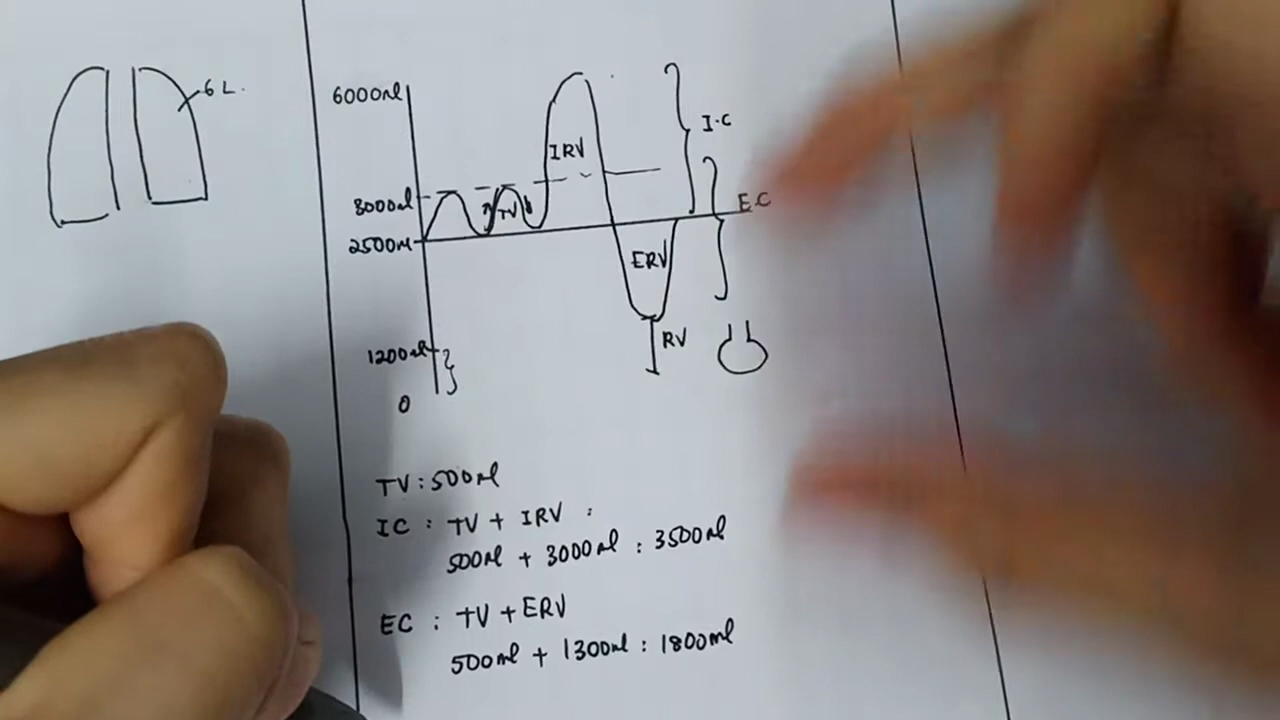 6L.
6000ml
I.C
IRV
3000ml
TV
E.C
2500ml
ERV
RV
1200ml
0
TV : 500ml
IC : TV + IRV :
500ml + 3000ml : 3500ml
EC : TV + ERV
500ml + 1300ml : 1800ml